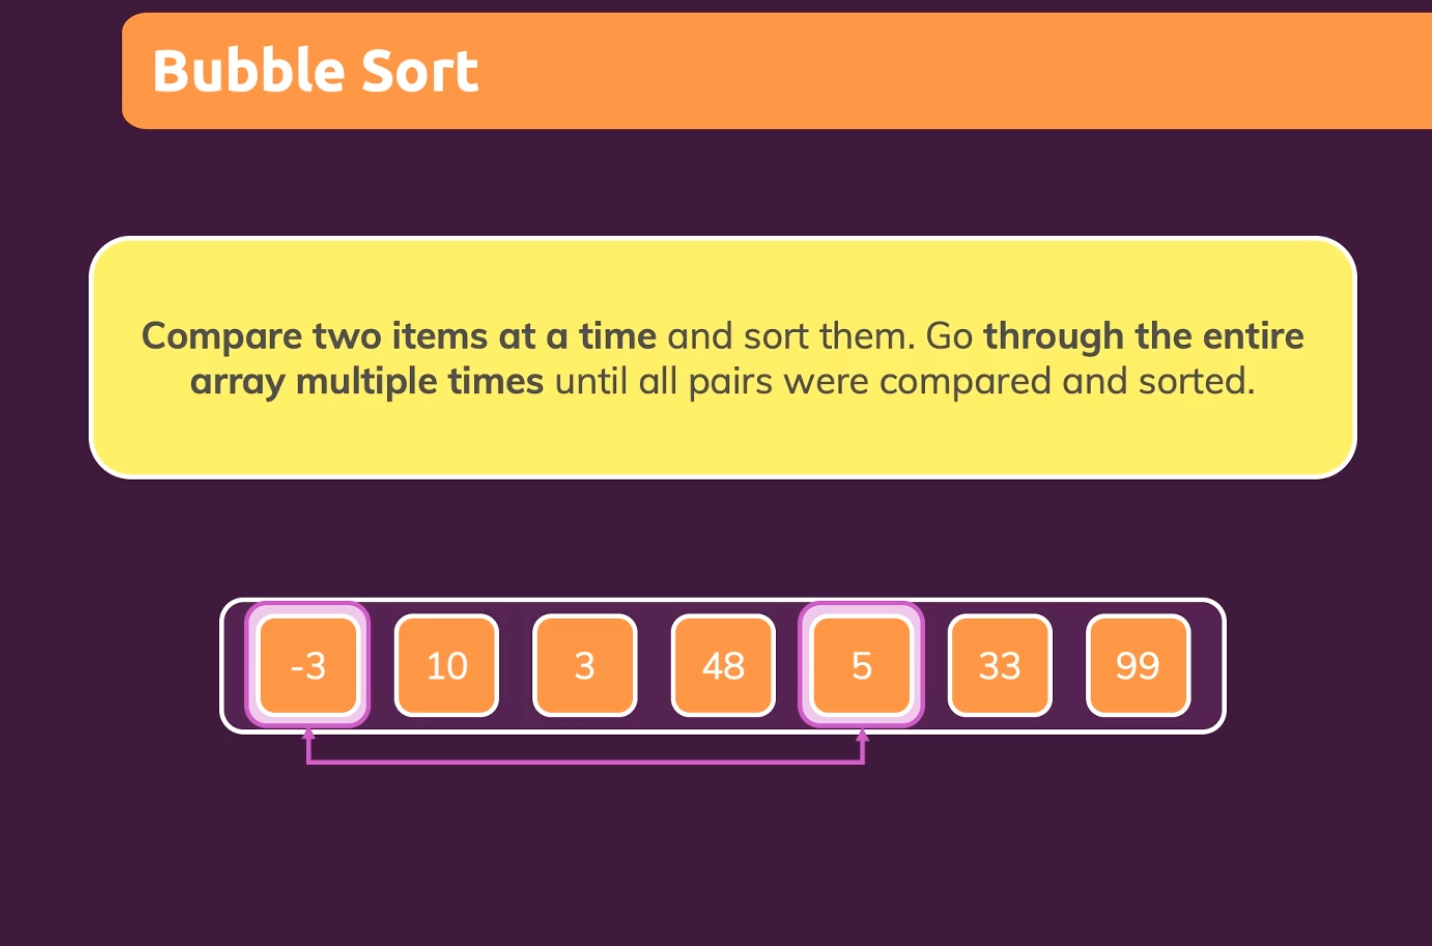 Bubble Sort
Compare two items at a time and sort them. Go through the entire
array multiple times until all pairs were compared and sorted.
-3 10 3 48 5 33 99